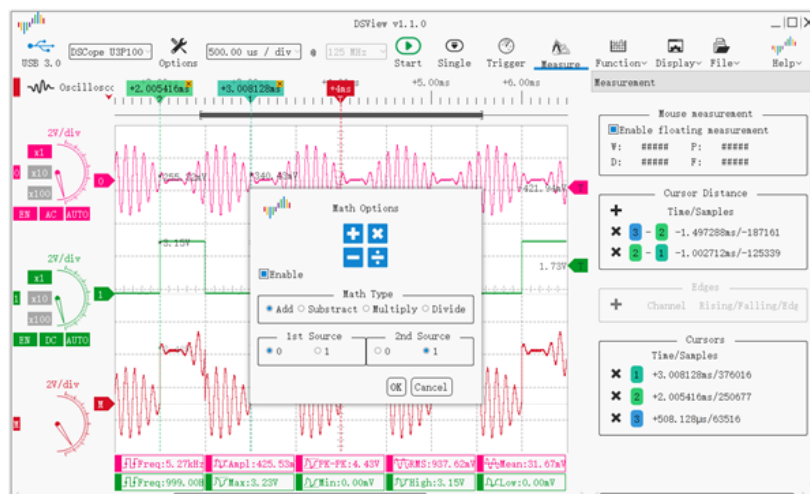 DSView v1.1.0
USB 3.0
DSCope U3P100
Options
500.00 us / div
@
125 MHz
Start
Single
Trigger
Measure
Function
Display
File
Help
Oscillosco
+2.005416ms
+3.008128ms
+4ms
+5.00ms
+6.00ms
2V/div
x1
x10
x100
0
EN AC AUTO
2V/div
x1
x10
x100
1
EN DC AUTO
2V/div
M
340.43mV
421.94mV
T
3.15V
1.73V
T
0
1
M
Math Options
Enable
Math Type
Add Substract Multiply Divide
1st Source
0 1
2nd Source
0 1
OK Cancel
Freq:5.27kHz
Ampl:425.53m
PK-PK:4.43V
RMS:937.62mV
Mean:31.67mV
Freq:999.00H
Max:3.23V
Min:0.00mV
High:3.15V
Low:0.00mV
Measurement
Mouse measurement
Enable floating measurement
W: ##### P: #####
D: ##### F: #####
Cursor Distance
Time/Samples
3 - 2 -1.497288ms/-187161
2 - 1 -1.002712ms/-125339
Edges
Channel Rising/Falling/Edg
Cursors
Time/Samples
1 +3.008128ms/376016
2 +2.005416ms/250677
3 +508.128µs/63516